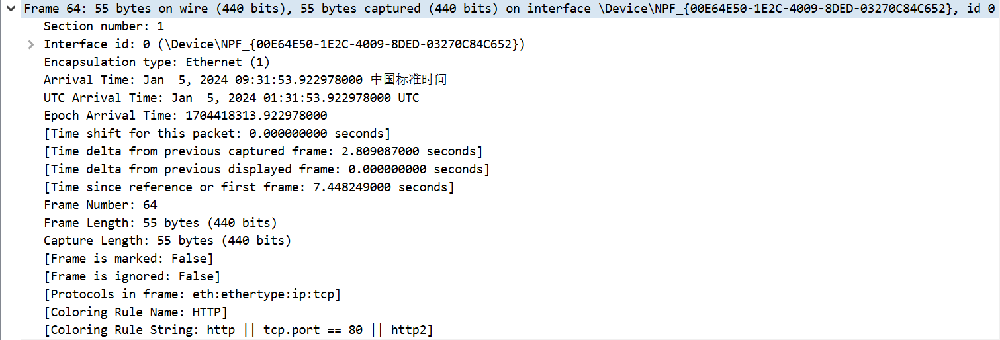 Frame 64: 55 bytes on wire (440 bits), 55 bytes captured (440 bits) on interface \Device\NPF_{00E64E50-1E2C-4009-8DED-03270C84C652}, id 0
Section number: 1
Interface id: 0 (\Device\NPF_{00E64E50-1E2C-4009-8DED-03270C84C652})
Encapsulation type: Ethernet (1)
Arrival Time: Jan  5, 2024 09:31:53.922978000 中国标准时间
UTC Arrival Time: Jan  5, 2024 01:31:53.922978000 UTC
Epoch Arrival Time: 1704418313.922978000
[Time shift for this packet: 0.000000000 seconds]
[Time delta from previous captured frame: 2.809087000 seconds]
[Time delta from previous displayed frame: 0.000000000 seconds]
[Time since reference or first frame: 7.448249000 seconds]
Frame Number: 64
Frame Length: 55 bytes (440 bits)
Capture Length: 55 bytes (440 bits)
[Frame is marked: False]
[Frame is ignored: False]
[Protocols in frame: eth:ethertype:ip:tcp]
[Coloring Rule Name: HTTP]
[Coloring Rule String: http || tcp.port == 80 || http2]